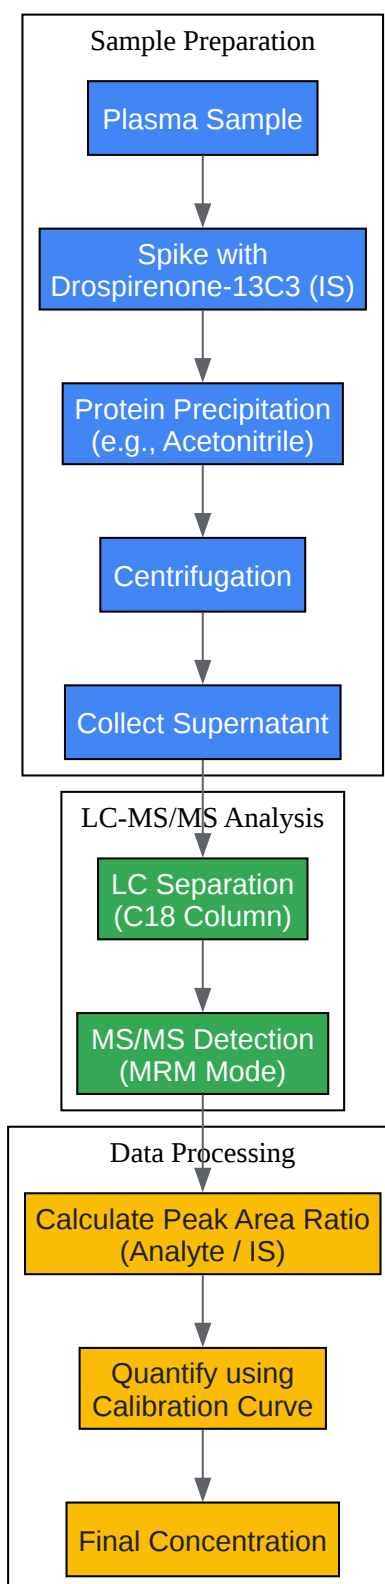 Sample Preparation
Plasma Sample
Spike with
Drospirenone-13C3 (IS)
Protein Precipitation
(e.g., Acetonitrile)
Centrifugation
Collect Supernatant
LC-MS/MS Analysis
LC Separation
(C18 Column)
MS/MS Detection
(MRM Mode)
Data Processing
Calculate Peak Area Ratio
(Analyte / IS)
Quantify using
Calibration Curve
Final Concentration